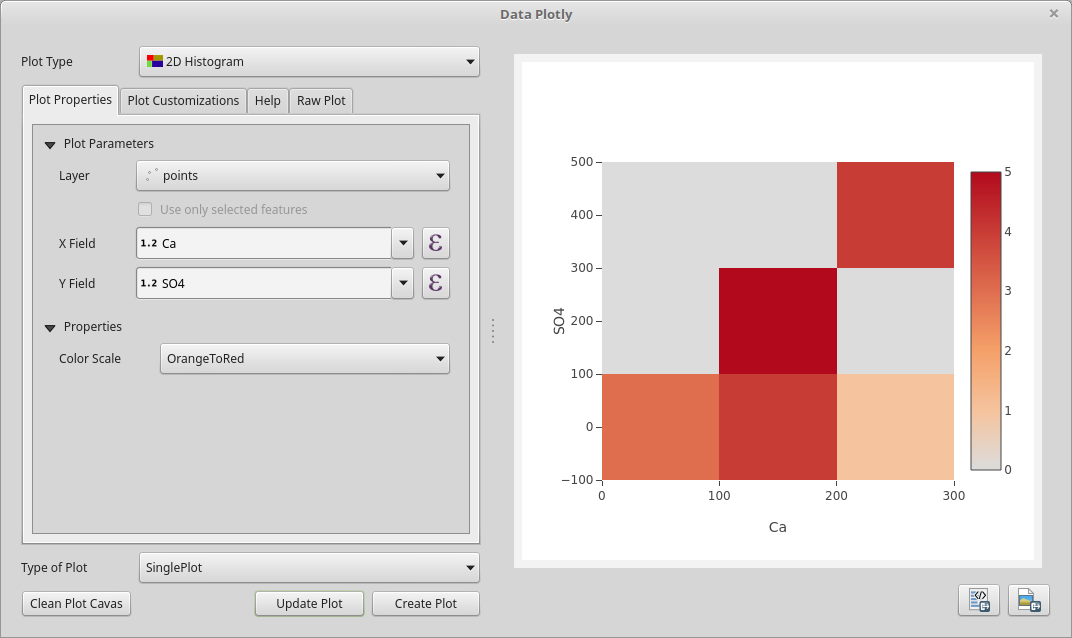 Data Plotly
Plot Type
2D Histogram
Plot Properties
Plot Customizations
Help
Raw Plot
Plot Parameters
Layer
points
Use only selected features
X Field
1.2 Ca
Y Field
1.2 SO4
Properties
Color Scale
OrangeToRed
Type of Plot
SinglePlot
Clean Plot Cavas
Update Plot
Create Plot
500
400
300
200
100
0
−100
SO4
0
100
200
300
Ca
5
4
3
2
1
0